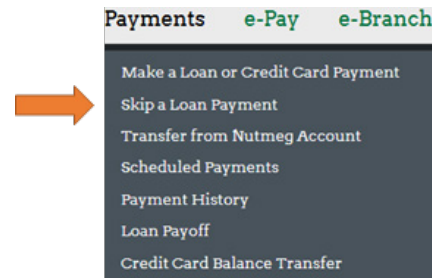 Payments e-Pay e-Branch
Make a Loan or Credit Card Payment
Skip a Loan Payment
Transfer from Nutmeg Account
Scheduled Payments
Payment History
Loan Payoff
Credit Card Balance Transfer